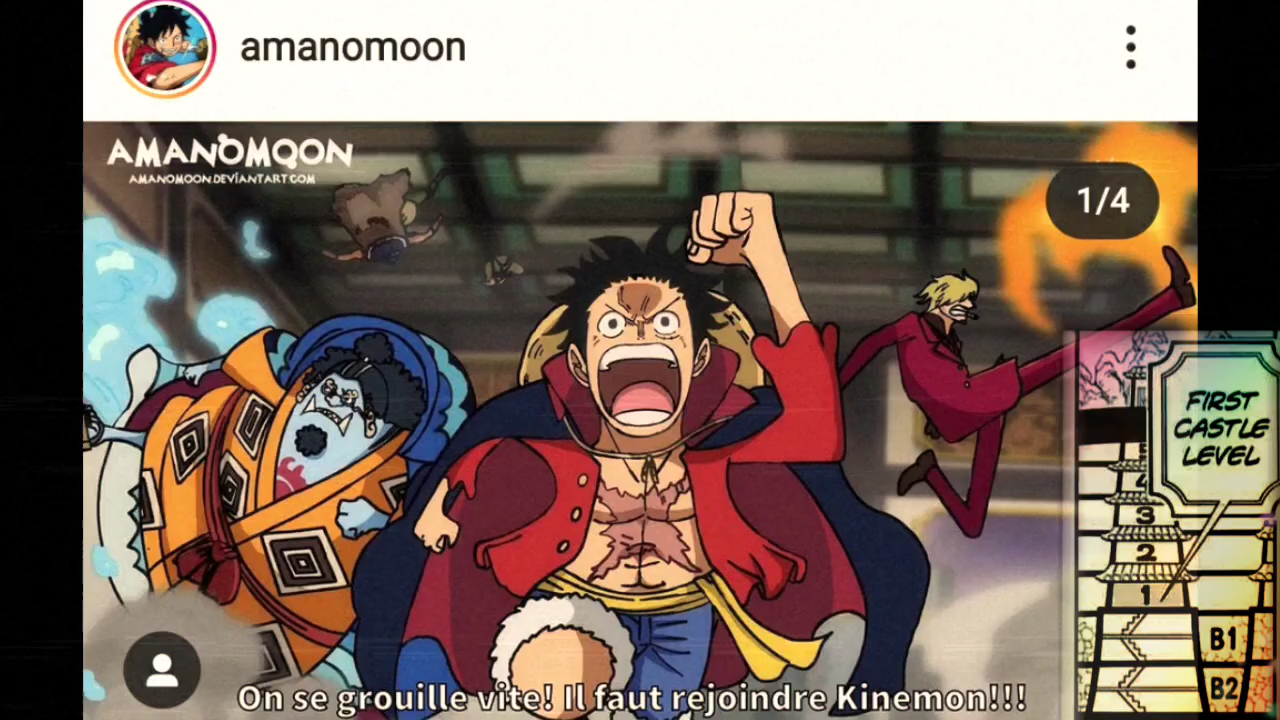 amanomoon
AMANOMOON
AMANOMOON.DEVIANTART.COM
1/4
FIRST
CASTLE
LEVEL
3
2
1
B1
B2
On se grouille vite! Il faut rejoindre Kinemon!!!